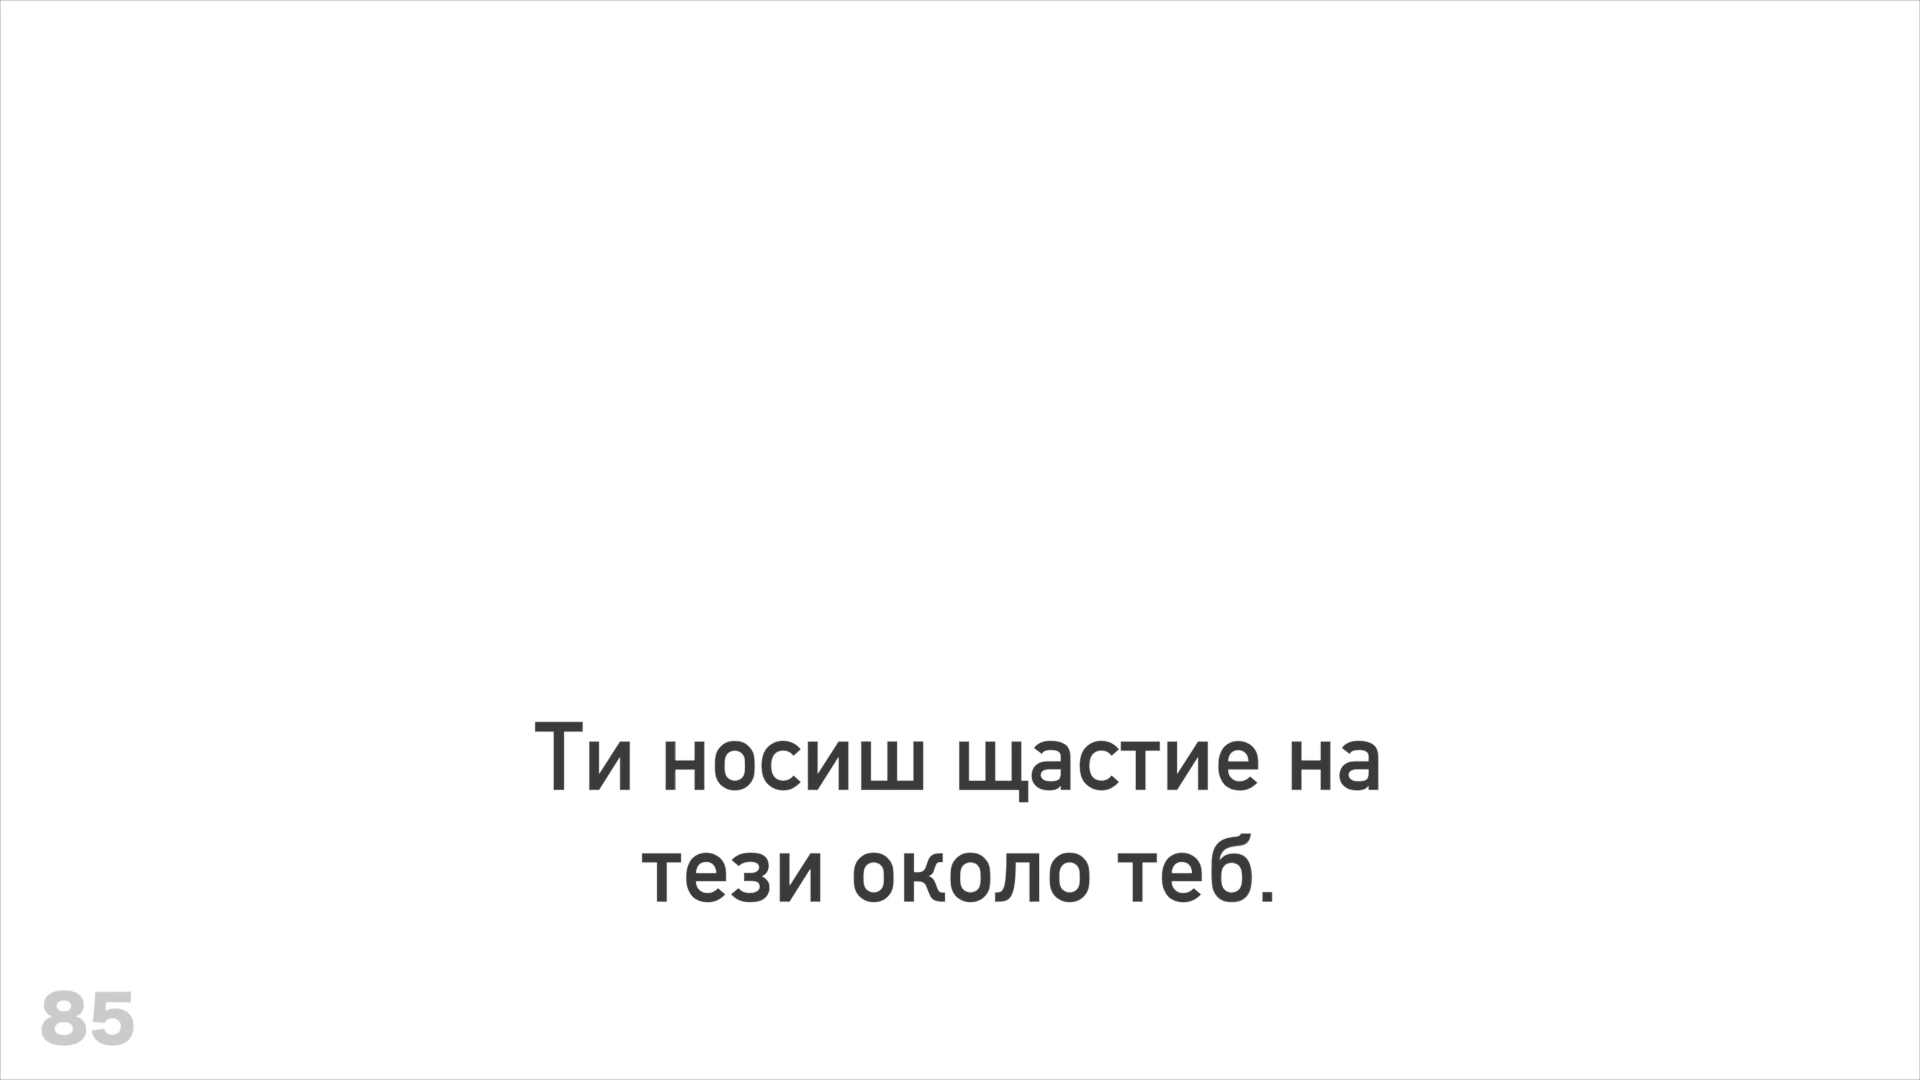 Ти носиш щастие на
тези около теб.
85